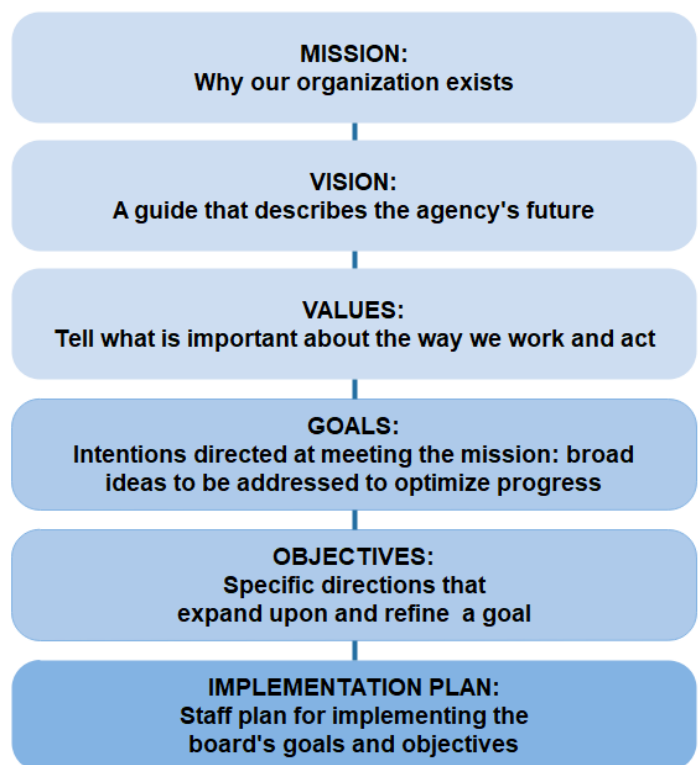 MISSION:
Why our organization exists
VISION:
A guide that describes the agency's future
VALUES:
Tell what is important about the way we work and act
GOALS:
Intentions directed at meeting the mission: broad
ideas to be addressed to optimize progress
OBJECTIVES:
Specific directions that
expand upon and refine  a goal
IMPLEMENTATION PLAN:
Staff plan for implementing the
board's goals and objectives